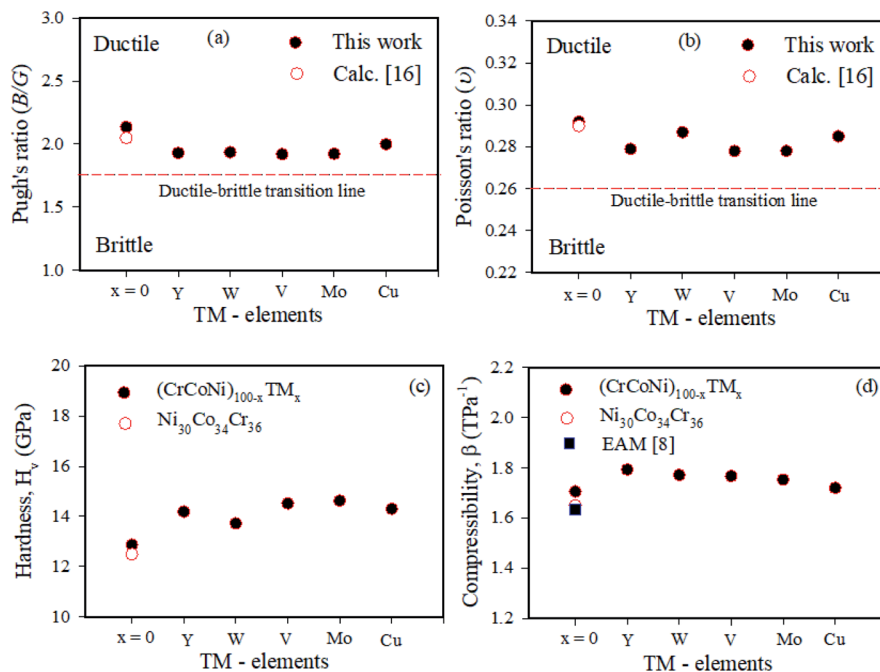 3.0
2.5
2.0
1.5
1.0
Pugh's ratio (B/G)
Ductile
(a)
This work
Calc. [16]
Ductile-brittle transition line
Brittle
x = 0 Y W V Mo Cu
TM - elements
0.32
0.30
0.28
0.26
0.24
0.22
Poisson's ratio (υ)
Ductile
(b)
This work
Calc. [16]
Ductile-brittle transition line
Brittle
x = 0 Y W V Mo Cu
TM - elements
20
18
16
14
12
10
Hardness, Hᵥ (GPa)
(CrCoNi)₁₀₀₋ₓTMₓ
(c)
Ni₃₀Co₃₄Cr₃₆
x = 0 Y W V Mo Cu
TM - elements
2.2
2.0
1.8
1.6
1.4
1.2
Compressibility, β (TPa⁻¹)
(CrCoNi)₁₀₀₋ₓTMₓ
(d)
Ni₃₀Co₃₄Cr₃₆
EAM [8]
x = 0 Y W V Mo Cu
TM - elements